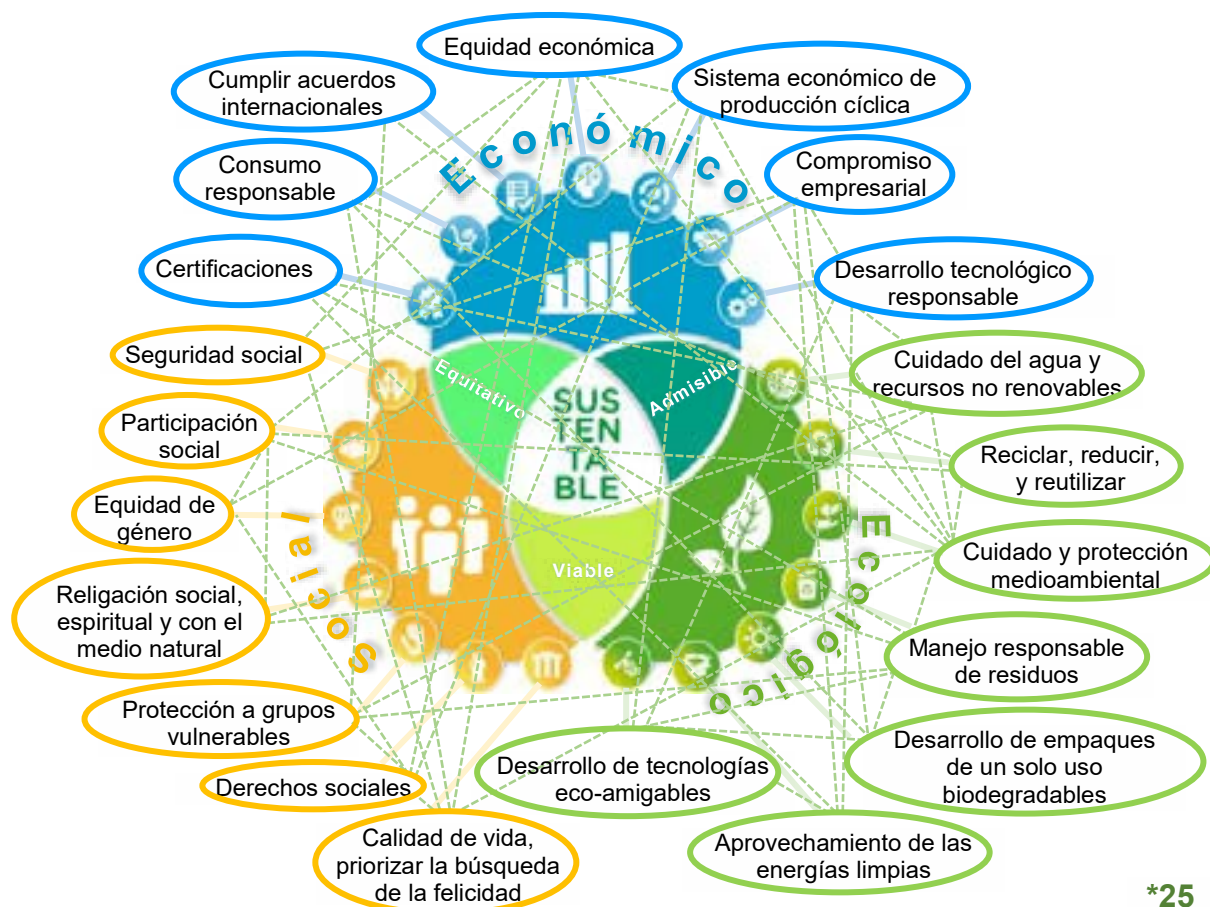 Equidad económica
Cumplir acuerdos
internacionales
Sistema económico de
producción cíclica
Consumo
responsable
Compromiso
empresarial
Económico
Certificaciones
Desarrollo tecnológico
responsable
Seguridad social
Cuidado del agua y
recursos no renovables
Equitativo
Admisible
SUS
TEN
TA
BLE
Participación
social
Reciclar, reducir,
y reutilizar
Equidad de
género
Social
Ecológico
Viable
Cuidado y protección
medioambiental
Religación social,
espiritual y con el
medio natural
Manejo responsable
de residuos
Protección a grupos
vulnerables
Desarrollo de empaques
de un solo uso
biodegradables
Derechos sociales
Desarrollo de tecnologías
eco-amigables
Calidad de vida,
priorizar la búsqueda
de la felicidad
Aprovechamiento de las
energías limpias
*25